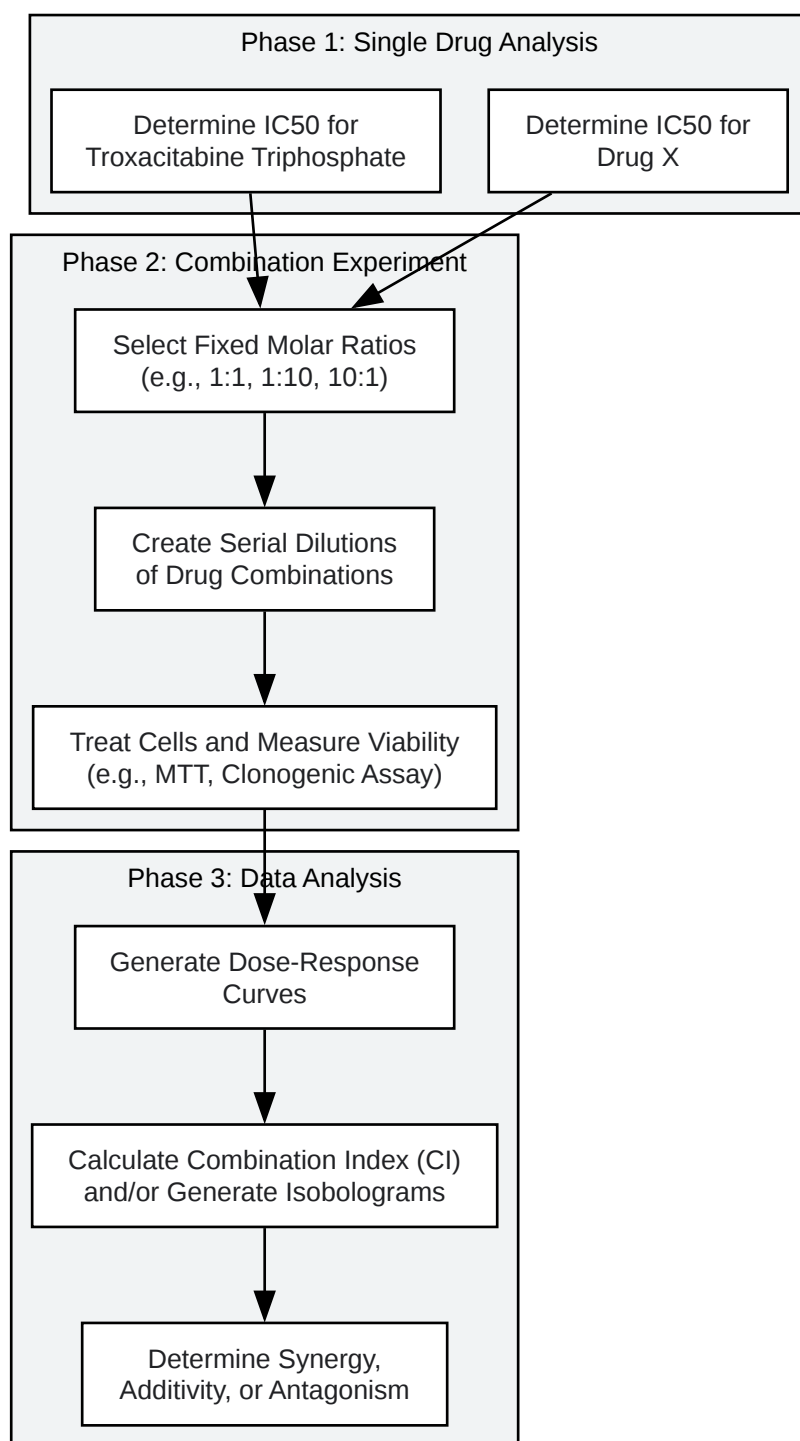 Phase 1: Single Drug Analysis
Determine IC50 for
Troxacitabine Triphosphate
Determine IC50 for
Drug X
Phase 2: Combination Experiment
Select Fixed Molar Ratios
(e.g., 1:1, 1:10, 10:1)
Create Serial Dilutions
of Drug Combinations
Treat Cells and Measure Viability
(e.g., MTT, Clonogenic Assay)
Phase 3: Data Analysis
Generate Dose-Response
Curves
Calculate Combination Index (CI)
and/or Generate Isobolograms
Determine Synergy,
Additivity, or Antagonism